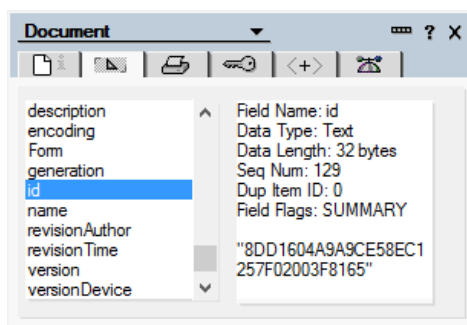 Document
? X
i
<+>
description
encoding
Form
generation
id
name
revisionAuthor
revisionTime
version
versionDevice
Field Name: id
Data Type: Text
Data Length: 32 bytes
Seq Num: 129
Dup Item ID: 0
Field Flags: SUMMARY
"8DD1604A9A9CE58EC1
257F02003F8165"